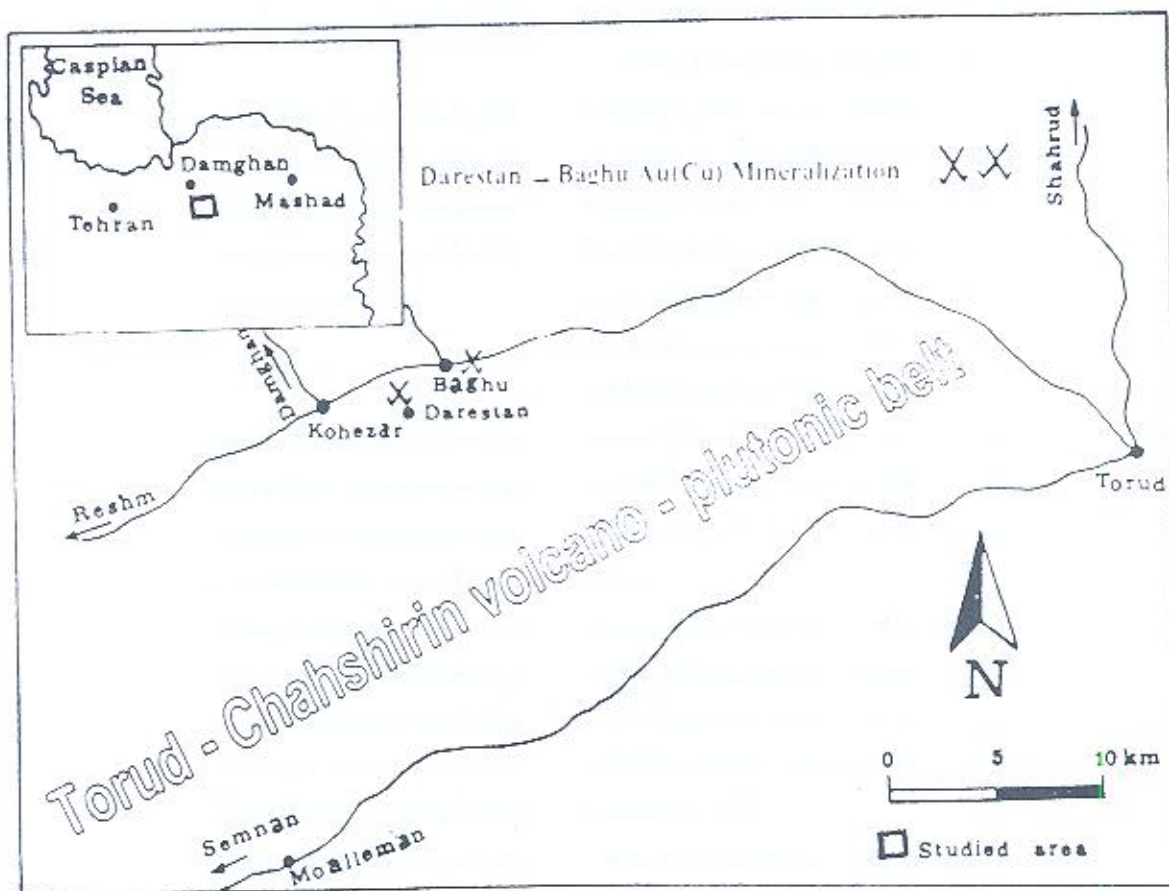 Caspian
Sea
Damghan
Mashad
Tehran
Darestan - Baghu Au(Cu) Mineralization
Shahrud
Damghan
Baghu
Darestan
Kohezar
Reshm
Torud
Torud - Chahshirin volcano - plutonic belt
N
0 5 10 km
Semnan
Moalleman
Studied area